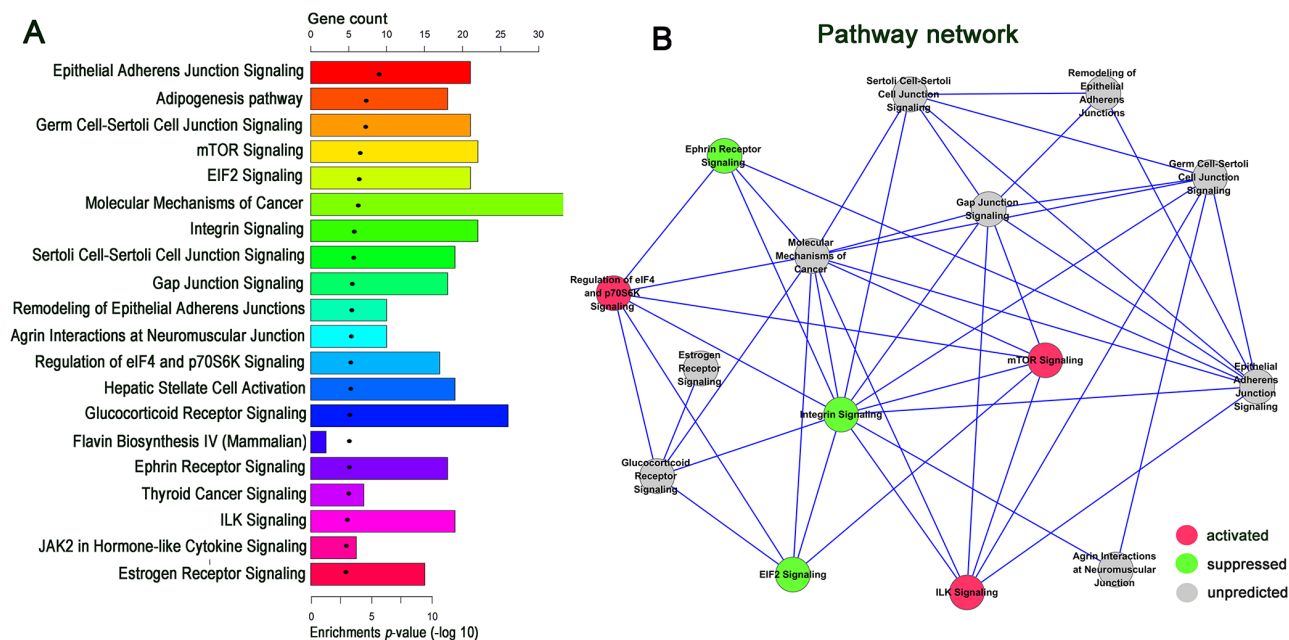 A
Gene count
0 5 10 15 20 25 30
Epithelial Adherens Junction Signaling
Adipogenesis pathway
Germ Cell-Sertoli Cell Junction Signaling
mTOR Signaling
EIF2 Signaling
Molecular Mechanisms of Cancer
Integrin Signaling
Sertoli Cell-Sertoli Cell Junction Signaling
Gap Junction Signaling
Remodeling of Epithelial Adherens Junctions
Agrin Interactions at Neuromuscular Junction
Regulation of eIF4 and p70S6K Signaling
Hepatic Stellate Cell Activation
Glucocorticoid Receptor Signaling
Flavin Biosynthesis IV (Mammalian)
Ephrin Receptor Signaling
Thyroid Cancer Signaling
ILK Signaling
JAK2 in Hormone-like Cytokine Signaling
Estrogen Receptor Signaling
0 5 10
Enrichments p-value (-log 10)
B
Pathway network
Sertoli Cell-Sertoli
Cell Junction
Signaling
Remodeling of
Epithelial
Adherens
Junctions
Ephrin Receptor
Signaling
Germ Cell-Sertoli
Cell Junction
Signaling
Gap Junction
Signaling
Molecular
Mechanisms of
Cancer
Regulation of eIF4
and p70S6K
Signaling
Estrogen
Receptor
Signaling
mTOR Signaling
Epithelial
Adherens
Junction
Signaling
Integrin Signaling
Glucocorticoid
Receptor
Signaling
EIF2 Signaling
ILK Signaling
Agrin Interactions
at Neuromuscular
Junction
activated
suppressed
unpredicted